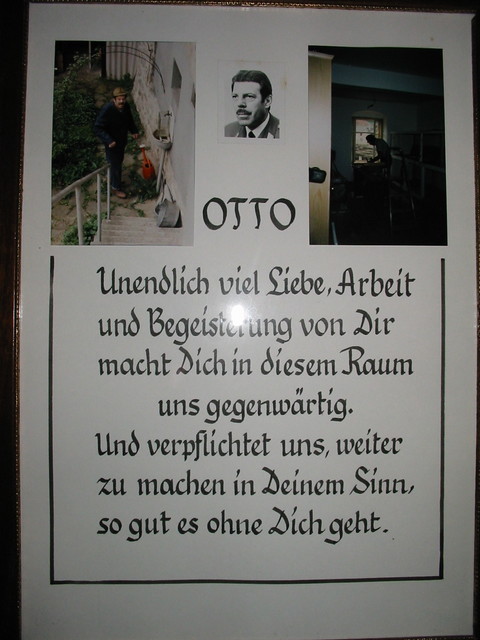 OTTO
Unendlich viel Liebe, Arbeit
und Begeisterung von Dir
macht Dich in diesem Raum
uns gegenwärtig.
Und verpflichtet uns, weiter
zu machen in Deinem Sinn,
so gut es ohne Dich geht.